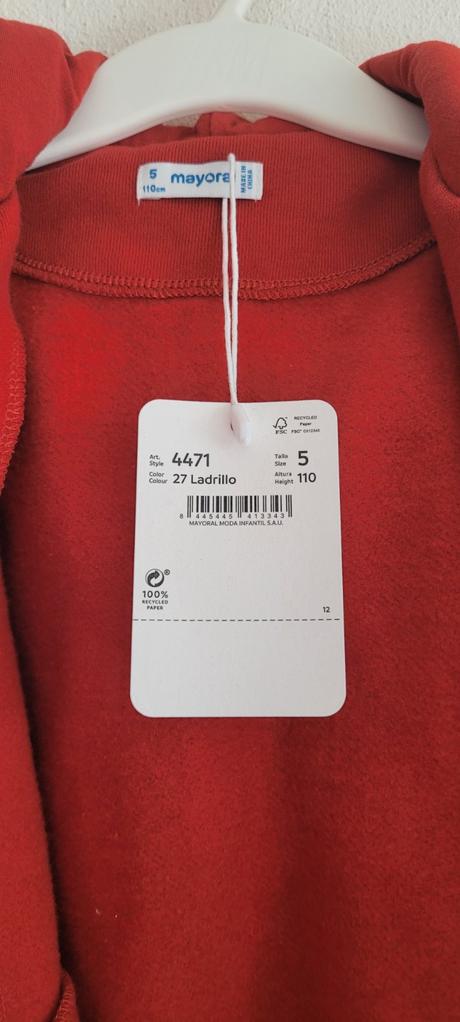 5
110cm
mayoral
MADE IN
CHINA
FSC
RECYCLED
Paper
Art.
Style 4471
Talla
Size 5
Color
Colour 27 Ladrillo
Altura
Height 110
8 445445 413343
MAYORAL MODA INFANTIL S.A.U.
100%
RECYCLED
PAPER
12